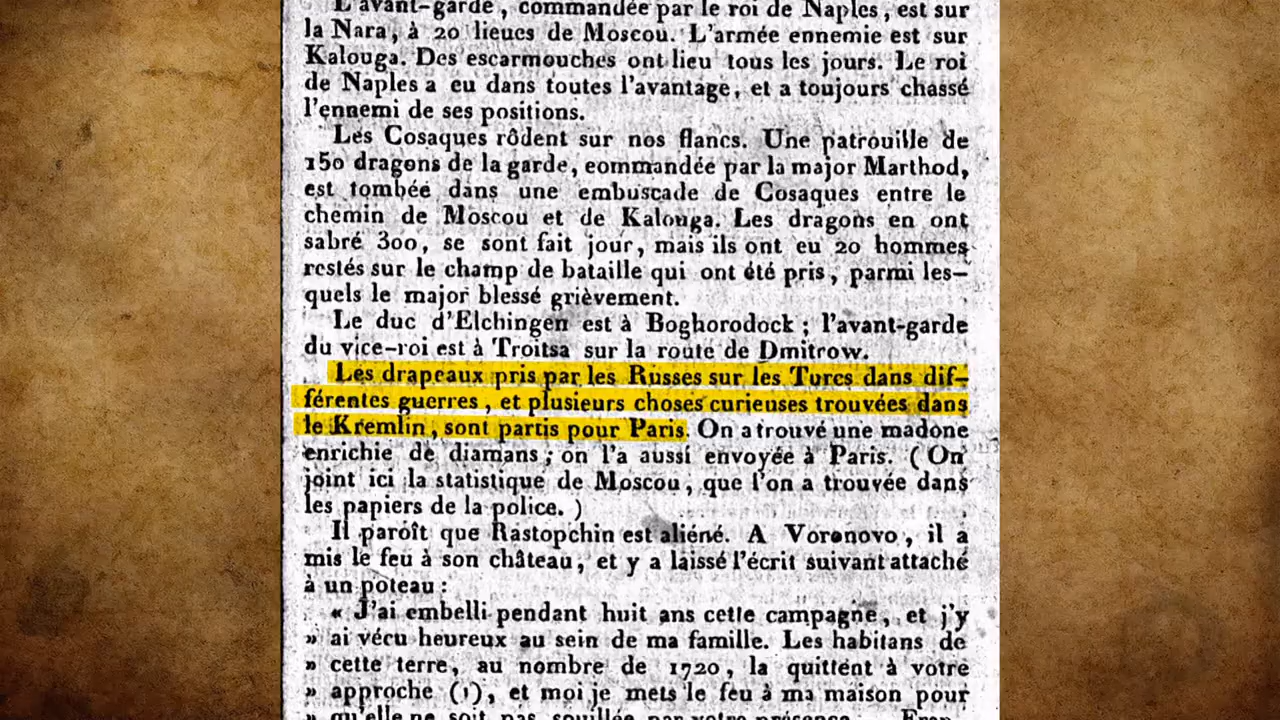 L'avant-garde, commandée par le roi de Naples, est sur
la Nara, à 20 lieues de Moscou. L'armée ennemie est sur
Kalouga. Des escarmouches ont lieu tous les jours. Le roi
de Naples a eu dans toutes l'avantage, et a toujours chassé
l'ennemi de ses positions.
Les Cosaques rôdent sur nos flancs. Une patrouille de
150 dragons de la garde, commandée par la major Marthod,
est tombée dans une embuscade de Cosaques entre le
chemin de Moscou et de Kalouga. Les dragons en ont
sabré 300, se sont fait jour, mais ils ont eu 20 hommes
restés sur le champ de bataille qui ont été pris, parmi les-
quels le major blessé grièvement.
Le duc d'Elchingen est à Boghorodock; l'avant-garde
du vice-roi est à Troitsa sur la route de Dmitrow.
Les drapeaux pris par les Russes sur les Turcs dans dif-
férentes guerres, et plusieurs choses curieuses trouvées dans
le Kremlin, sont partis pour Paris. On a trouvé une madone
enrichie de diamans; on l'a aussi envoyée à Paris. (On
joint ici la statistique de Moscou, que l'on a trouvée dans
les papiers de la police.)
Il paroît que Rastopchin est aliéné. A Voronovo, il a
mis le feu à son château, et y a laissé l'écrit suivant attaché
à un poteau:
« J'ai embelli pendant huit ans cette campagne, et j'y
» ai vécu heureux au sein de ma famille. Les habitans de
» cette terre, au nombre de 1720, la quittent à votre
» approche (1), et moi je mets le feu à ma maison pour
» qu'elle ne soit pas souillée par votre présence.